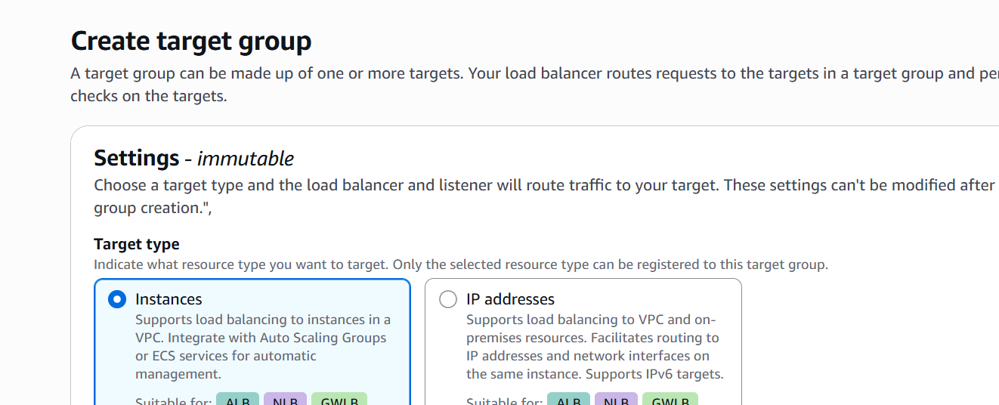 Create target group
A target group can be made up of one or more targets. Your load balancer routes requests to the targets in a target group and
checks on the targets.
Settings - immutable
Choose a target type and the load balancer and listener will route traffic to your target. These settings can't be modified after
group creation.",
Target type
Indicate what resource type you want to target. Only the selected resource type can be registered to this target group.
Instances
Supports load balancing to instances in a
VPC. Integrate with Auto Scaling Groups
or ECS services for automatic
management.
Suitable for: ALB NLB GWLB
IP addresses
Supports load balancing to VPC and on-
premises resources. Facilitates routing to
IP addresses and network interfaces on
the same instance. Supports IPv6 targets.
Suitable for: ALB NLB GWLB